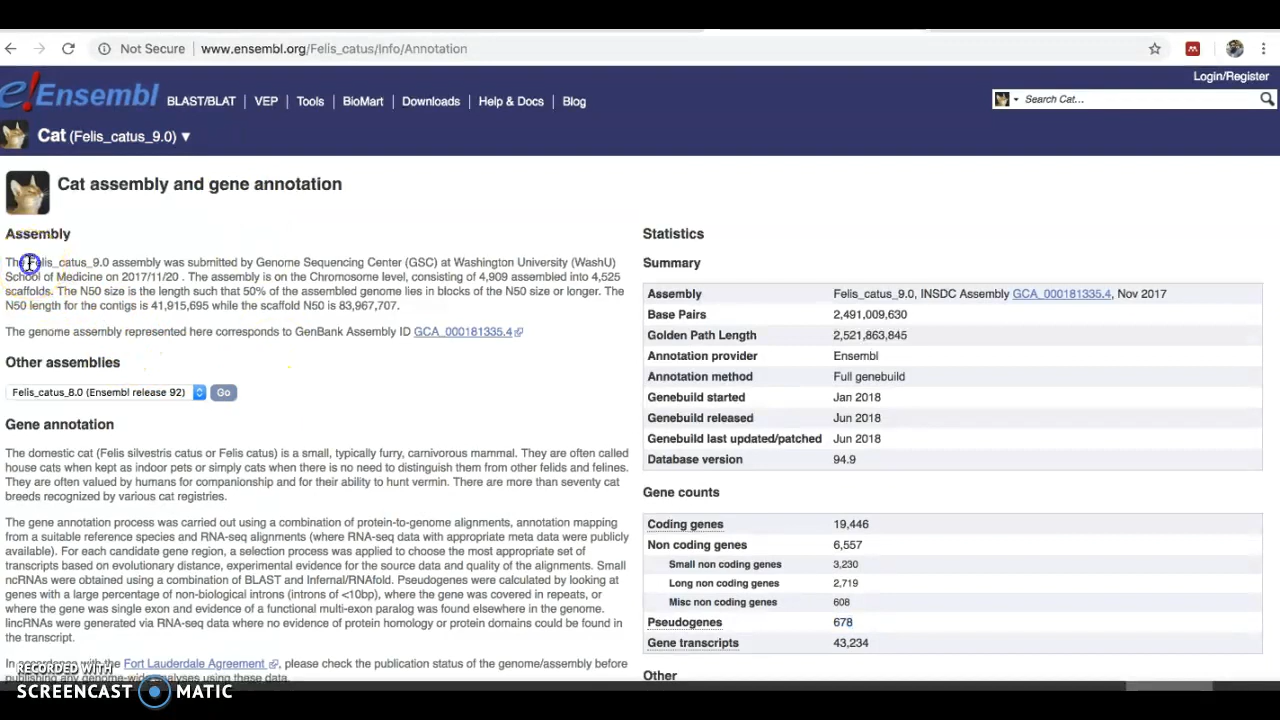 Not Secure www.ensembl.org/Felis_catus/Info/Annotation
Login/Register
e!Ensembl BLAST/BLAT VEP Tools BioMart Downloads Help & Docs Blog Search Cat...
Cat (Felis_catus_9.0) ▼
Cat assembly and gene annotation
Assembly
The Felis_catus_9.0 assembly was submitted by Genome Sequencing Center (GSC) at Washington University (WashU)
School of Medicine on 2017/11/20 . The assembly is on the Chromosome level, consisting of 4,909 assembled into 4,525
scaffolds. The N50 size is the length such that 50% of the assembled genome lies in blocks of the N50 size or longer. The
N50 length for the contigs is 41,915,695 while the scaffold N50 is 83,967,707.
The genome assembly represented here corresponds to GenBank Assembly ID GCA_000181335.4
Other assemblies
Felis_catus_8.0 (Ensembl release 92) Go
Gene annotation
The domestic cat (Felis silvestris catus or Felis catus) is a small, typically furry, carnivorous mammal. They are often called
house cats when kept as indoor pets or simply cats when there is no need to distinguish them from other felids and felines.
They are often valued by humans for companionship and for their ability to hunt vermin. There are more than seventy cat
breeds recognized by various cat registries.
The gene annotation process was carried out using a combination of protein-to-genome alignments, annotation mapping
from a suitable reference species and RNA-seq alignments (where RNA-seq data with appropriate meta data were publicly
available). For each candidate gene region, a selection process was applied to choose the most appropriate set of
transcripts based on evolutionary distance, experimental evidence for the source data and quality of the alignments. Small
ncRNAs were obtained using a combination of BLAST and Infernal/RNAfold. Pseudogenes were calculated by looking at
genes with a large percentage of non-biological introns (introns of <10bp), where the gene was covered in repeats, or
where the gene was single exon and evidence of a functional multi-exon paralog was found elsewhere in the genome.
lincRNAs were generated via RNA-seq data where no evidence of protein homology or protein domains could be found in
the transcript.
In accordance with the Fort Lauderdale Agreement , please check the publication status of the genome/assembly before
publishing any genome-wide analyses using these data.
Statistics
Summary
Assembly Felis_catus_9.0, INSDC Assembly GCA_000181335.4, Nov 2017
Base Pairs 2,491,009,630
Golden Path Length 2,521,863,845
Annotation provider Ensembl
Annotation method Full genebuild
Genebuild started Jan 2018
Genebuild released Jun 2018
Genebuild last updated/patched Jun 2018
Database version 94.9
Gene counts
Coding genes 19,446
Non coding genes 6,557
Small non coding genes 3,230
Long non coding genes 2,719
Misc non coding genes 608
Pseudogenes 678
Gene transcripts 43,234
Other
RECORDED WITH
SCREENCAST MATIC